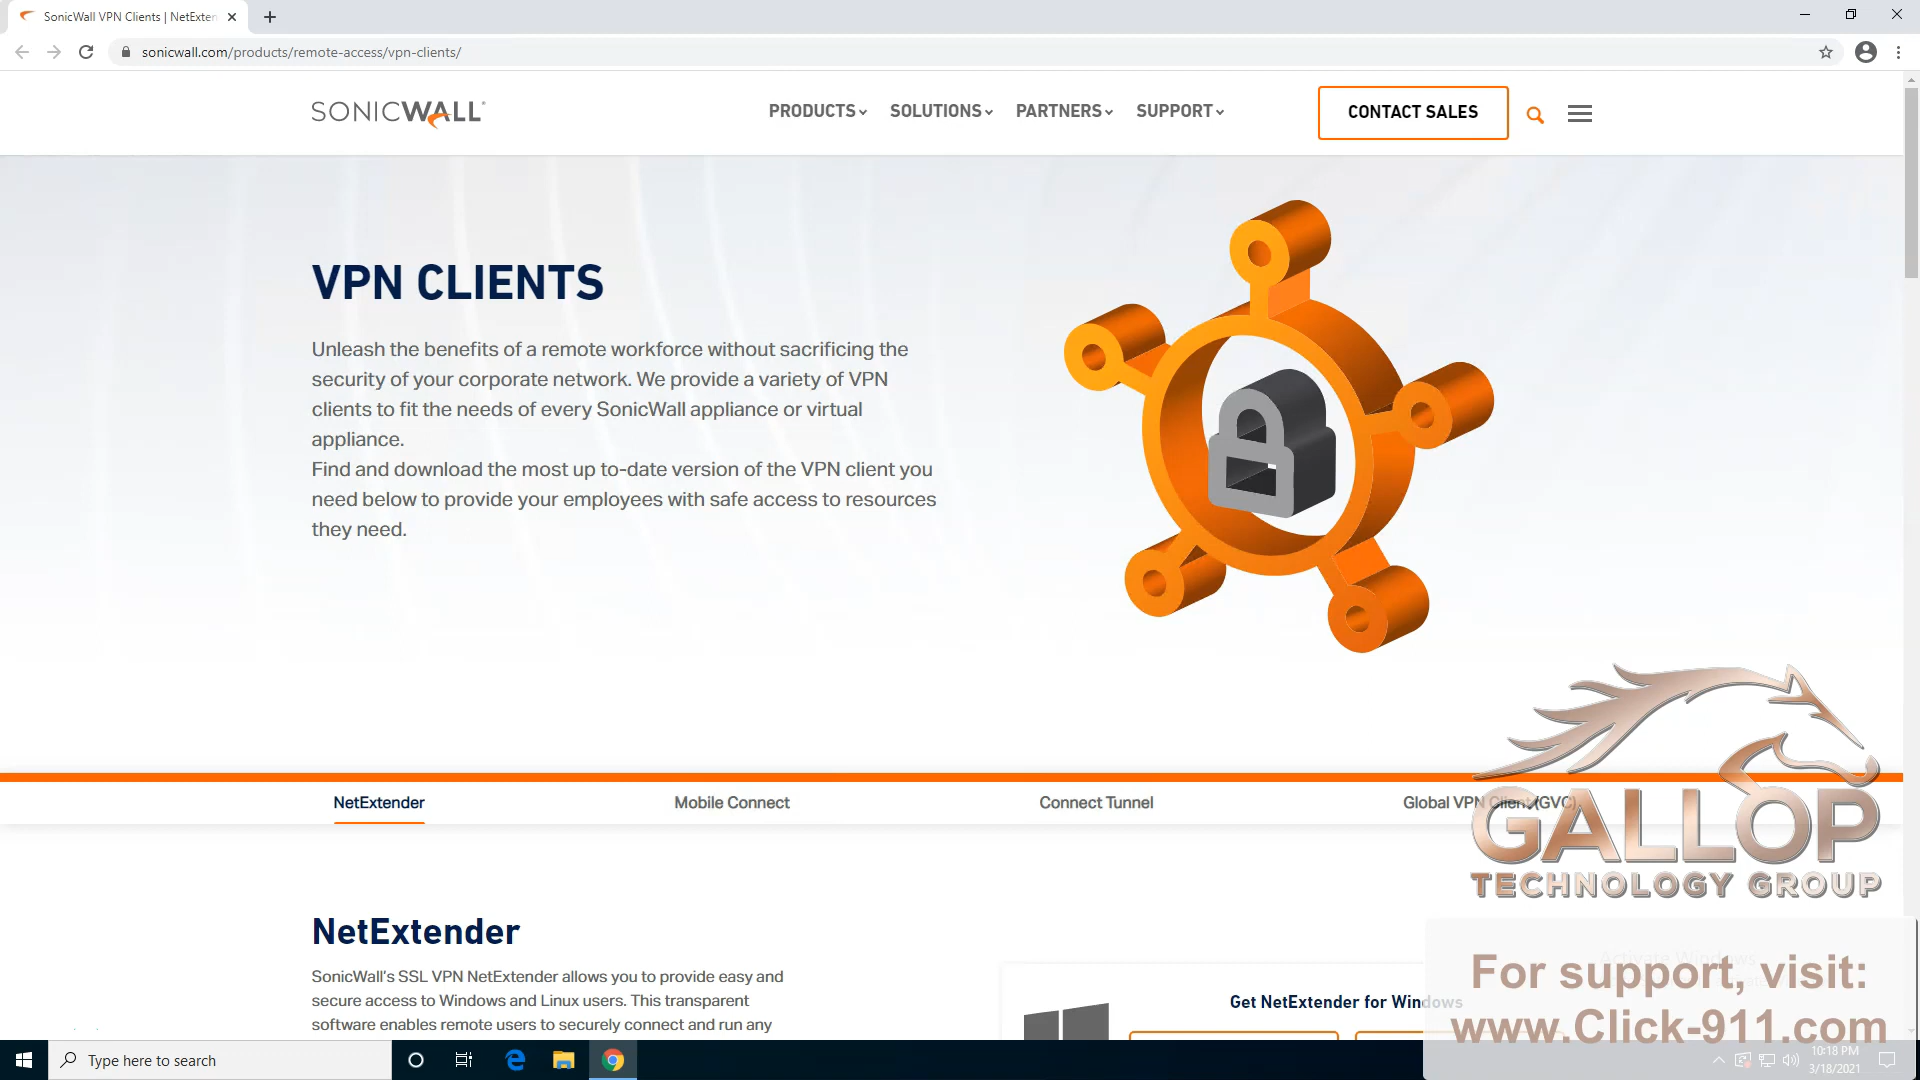 SonicWall VPN Clients | NetExten
sonicwall.com/products/remote-access/vpn-clients/
SONICWALL
PRODUCTS
SOLUTIONS
PARTNERS
SUPPORT
CONTACT SALES
VPN CLIENTS
Unleash the benefits of a remote workforce without sacrificing the
security of your corporate network. We provide a variety of VPN
clients to fit the needs of every SonicWall appliance or virtual
appliance.
Find and download the most up to-date version of the VPN client you
need below to provide your employees with safe access to resources
they need.
NetExtender
Mobile Connect
Connect Tunnel
Global VPN Client (GVC)
GALLOP
TECHNOLOGY GROUP
NetExtender
SonicWall's SSL VPN NetExtender allows you to provide easy and
secure access to Windows and Linux users. This transparent
software enables remote users to securely connect and run any
Get NetExtender for Windows
Activate Windows
For support, visit:
www.Click-911.com
Type here to search
10:18 PM
3/18/2021